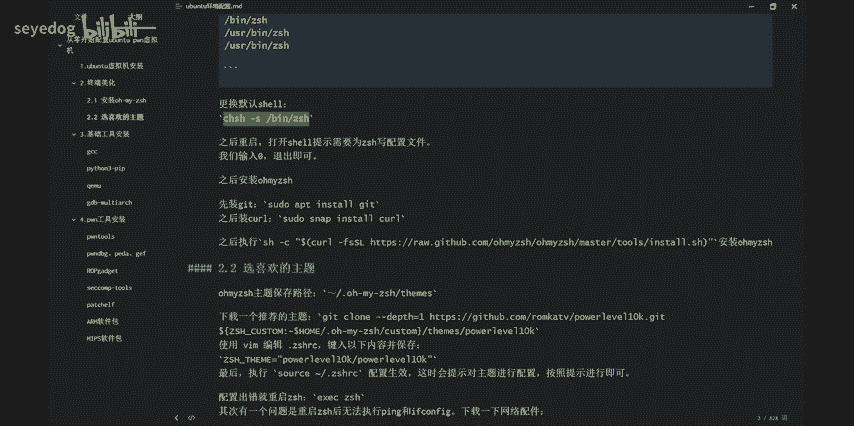 文件
大纲
ubuntu环境配置.md
seyedog bilibili
从零开始配置ubuntu pwn虚拟
机
1.ubuntu虚拟机安装
2.终端美化
2.1 安装oh-my-zsh
2.2 选喜欢的主题
3.基础工具安装
gcc
python3-pip
qemu
gdb-multiarch
4.pwn工具安装
pwntools
pwndbg、peda、gef
ROPgadget
seccomp-tools
patchelf
ARM软件包
MIPS软件包
/bin/zsh
/usr/bin/zsh
/usr/bin/zsh
```
更换默认shell：
`chsh -s /bin/zsh`
之后重启，打开shell提示需要为zsh写配置文件。
我们输入0，退出即可。
之后安装ohmyzsh
先装git：`sudo apt install git`
之后装curl：`sudo snap install curl`
之后执行`sh -c "$(curl -fsSL https://raw.github.com/ohmyzsh/ohmyzsh/master/tools/install.sh)"`安装ohmyzsh
#### 2.2 选喜欢的主题
ohmyzsh主题保存路径：`～/.oh-my-zsh/themes`
下载一个推荐的主题：`git clone --depth=1 https://github.com/romkatv/powerlevel10k.git
${ZSH_CUSTOM:-$HOME/.oh-my-zsh/custom}/themes/powerlevel10k`
使用 vim 编辑 .zshrc，键入以下内容并保存：
`ZSH_THEME="powerlevel10k/powerlevel10k"`
最后，执行 `source ~/.zshrc` 配置生效，这时会提示对主题进行配置，按照提示进行即可。
配置出错就重启zsh：`exec zsh`
其次有一个问题是重启zsh后无法执行ping和ifconfig。下载一下网络配件：